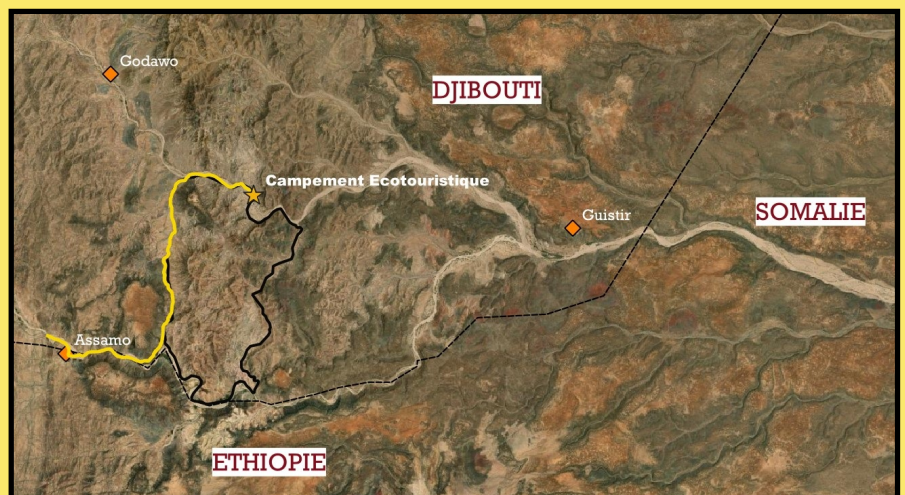 Godawo
DJIBOUTI
Campement Ecotouristique
Guistir
SOMALIE
Assamo
ETHIOPIE